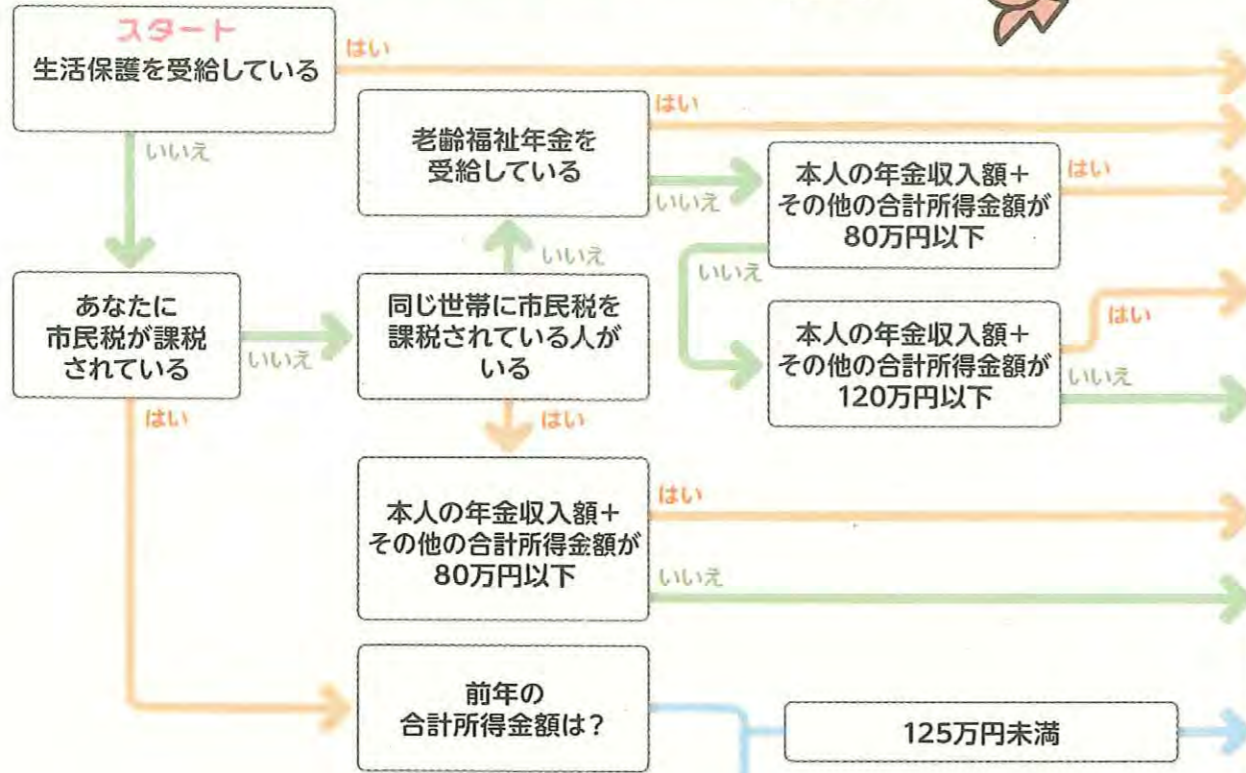 スタート
生活保護を受給している
はい
いいえ
老齢福祉年金を
受給している
はい
いいえ
本人の年金収入額＋
その他の合計所得金額が
80万円以下
はい
いいえ
あなたに
市民税が課税
されている
いいえ
はい
同じ世帯に市民税を
課税されている人が
いる
いいえ
はい
本人の年金収入額＋
その他の合計所得金額が
120万円以下
はい
いいえ
本人の年金収入額＋
その他の合計所得金額が
80万円以下
はい
いいえ
前年の
合計所得金額は？
125万円未満